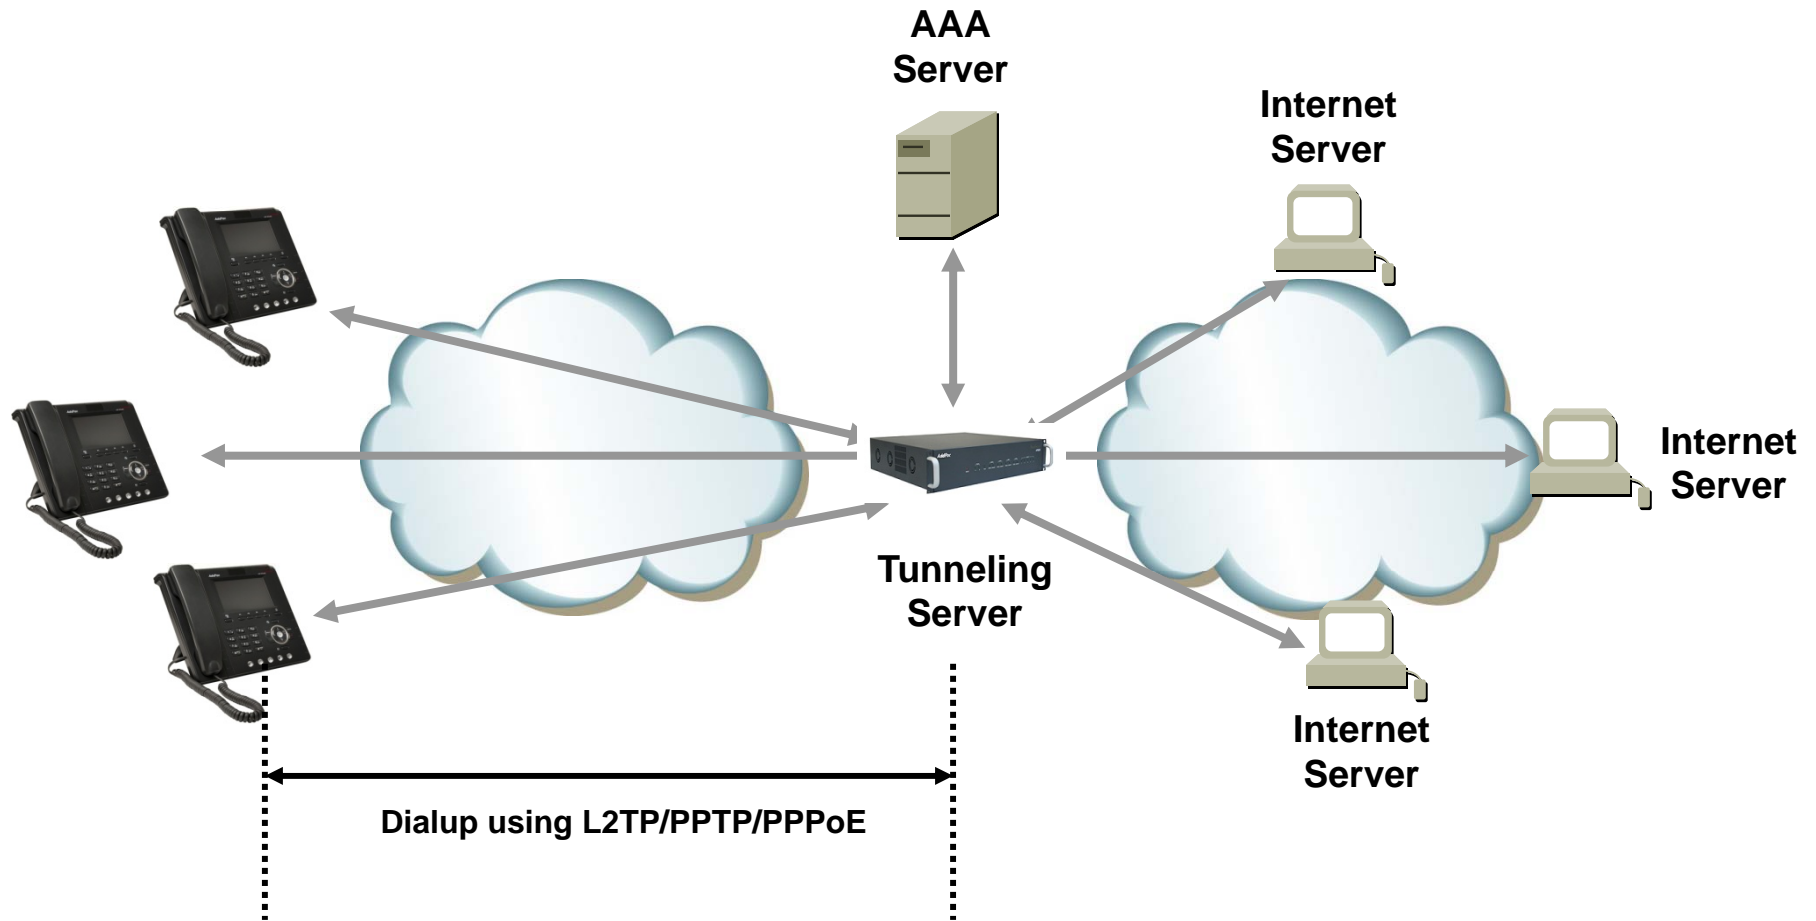 AAA
Server
Internet
Server
Internet
Server
Tunneling
Server
Internet
Server
Dialup using L2TP/PPTP/PPPoE